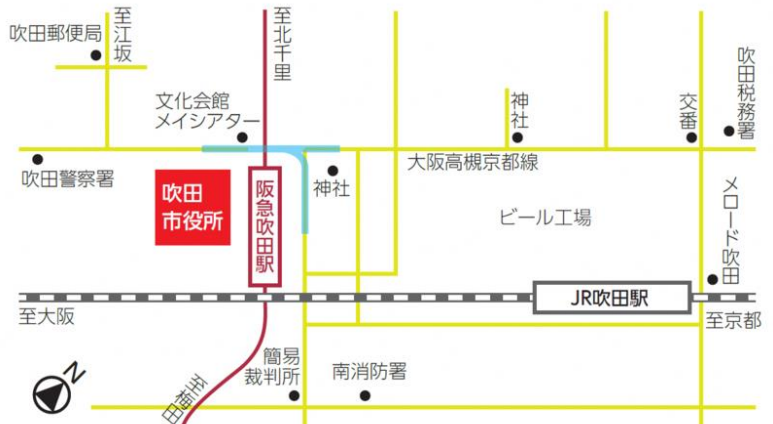 吹田郵便局
至江坂
至北千里
文化会館
メイシアター
神社
交番
吹田税務署
吹田警察署
吹田
市役所
阪急吹田駅
神社
大阪高槻京都線
ビール工場
メロード吹田
JR吹田駅
至大阪
至京都
簡易
裁判所
南消防署
至梅田
N